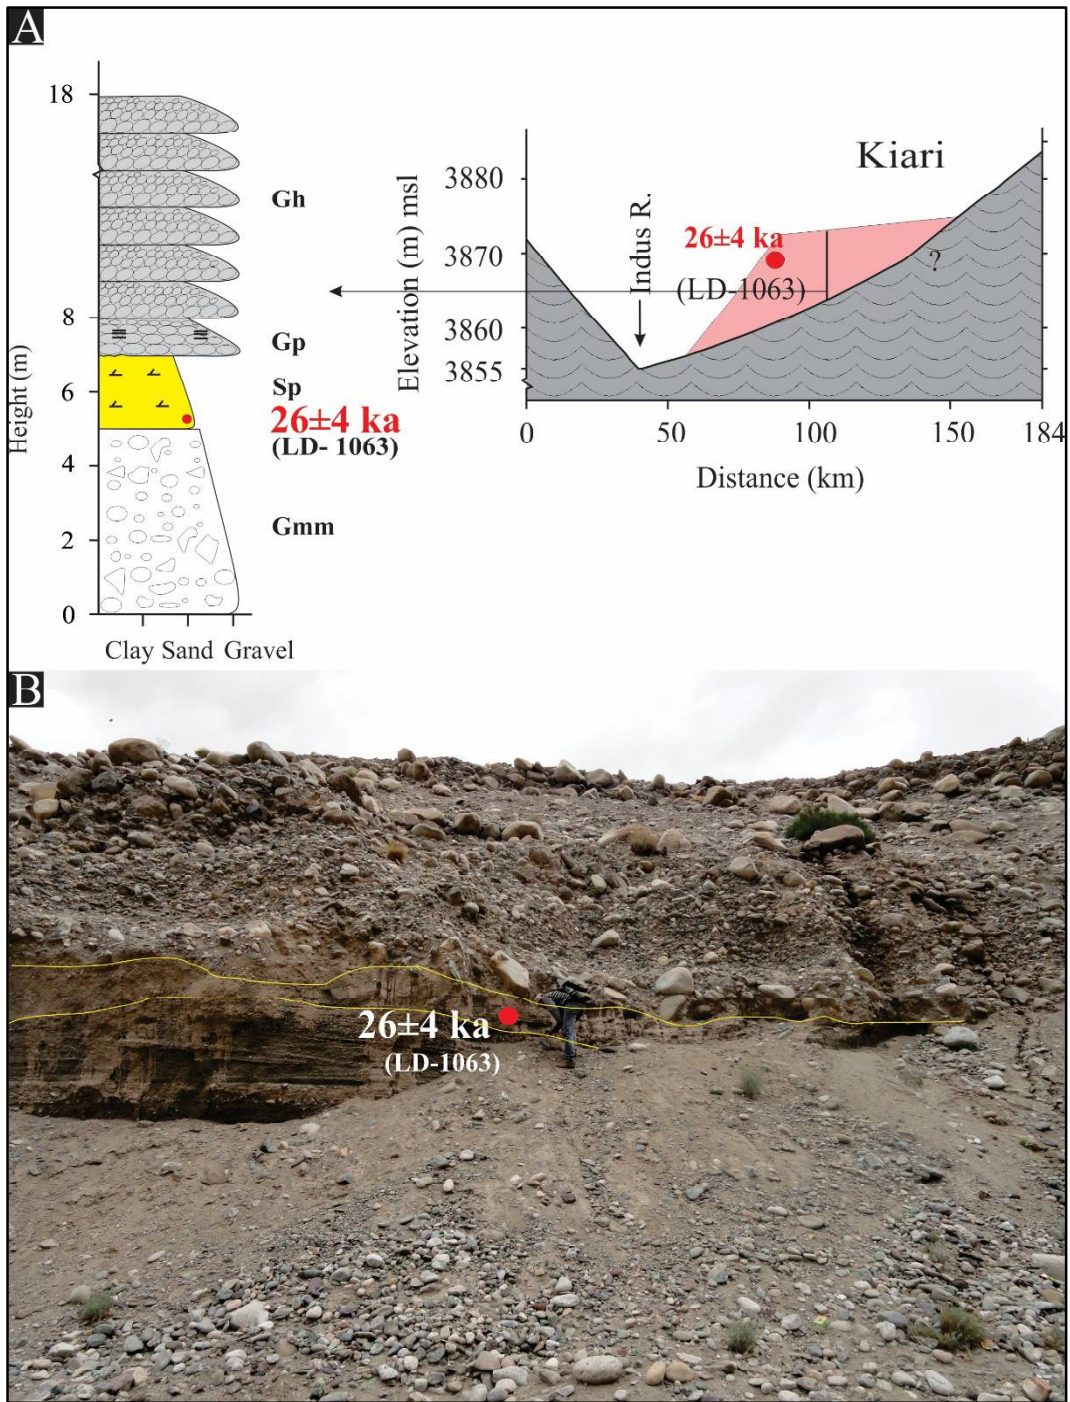 A
18
8
6
4
2
0
Height (m)
Clay Sand Gravel
Gh
Gp
Sp
26±4 ka
(LD- 1063)
Gmm
Kiari
Elevation (m) msl
3880
3870
3860
3855
Indus R.
26±4 ka
(LD-1063)
?
0 50 100 150 184
Distance (km)
B
26±4 ka
(LD-1063)